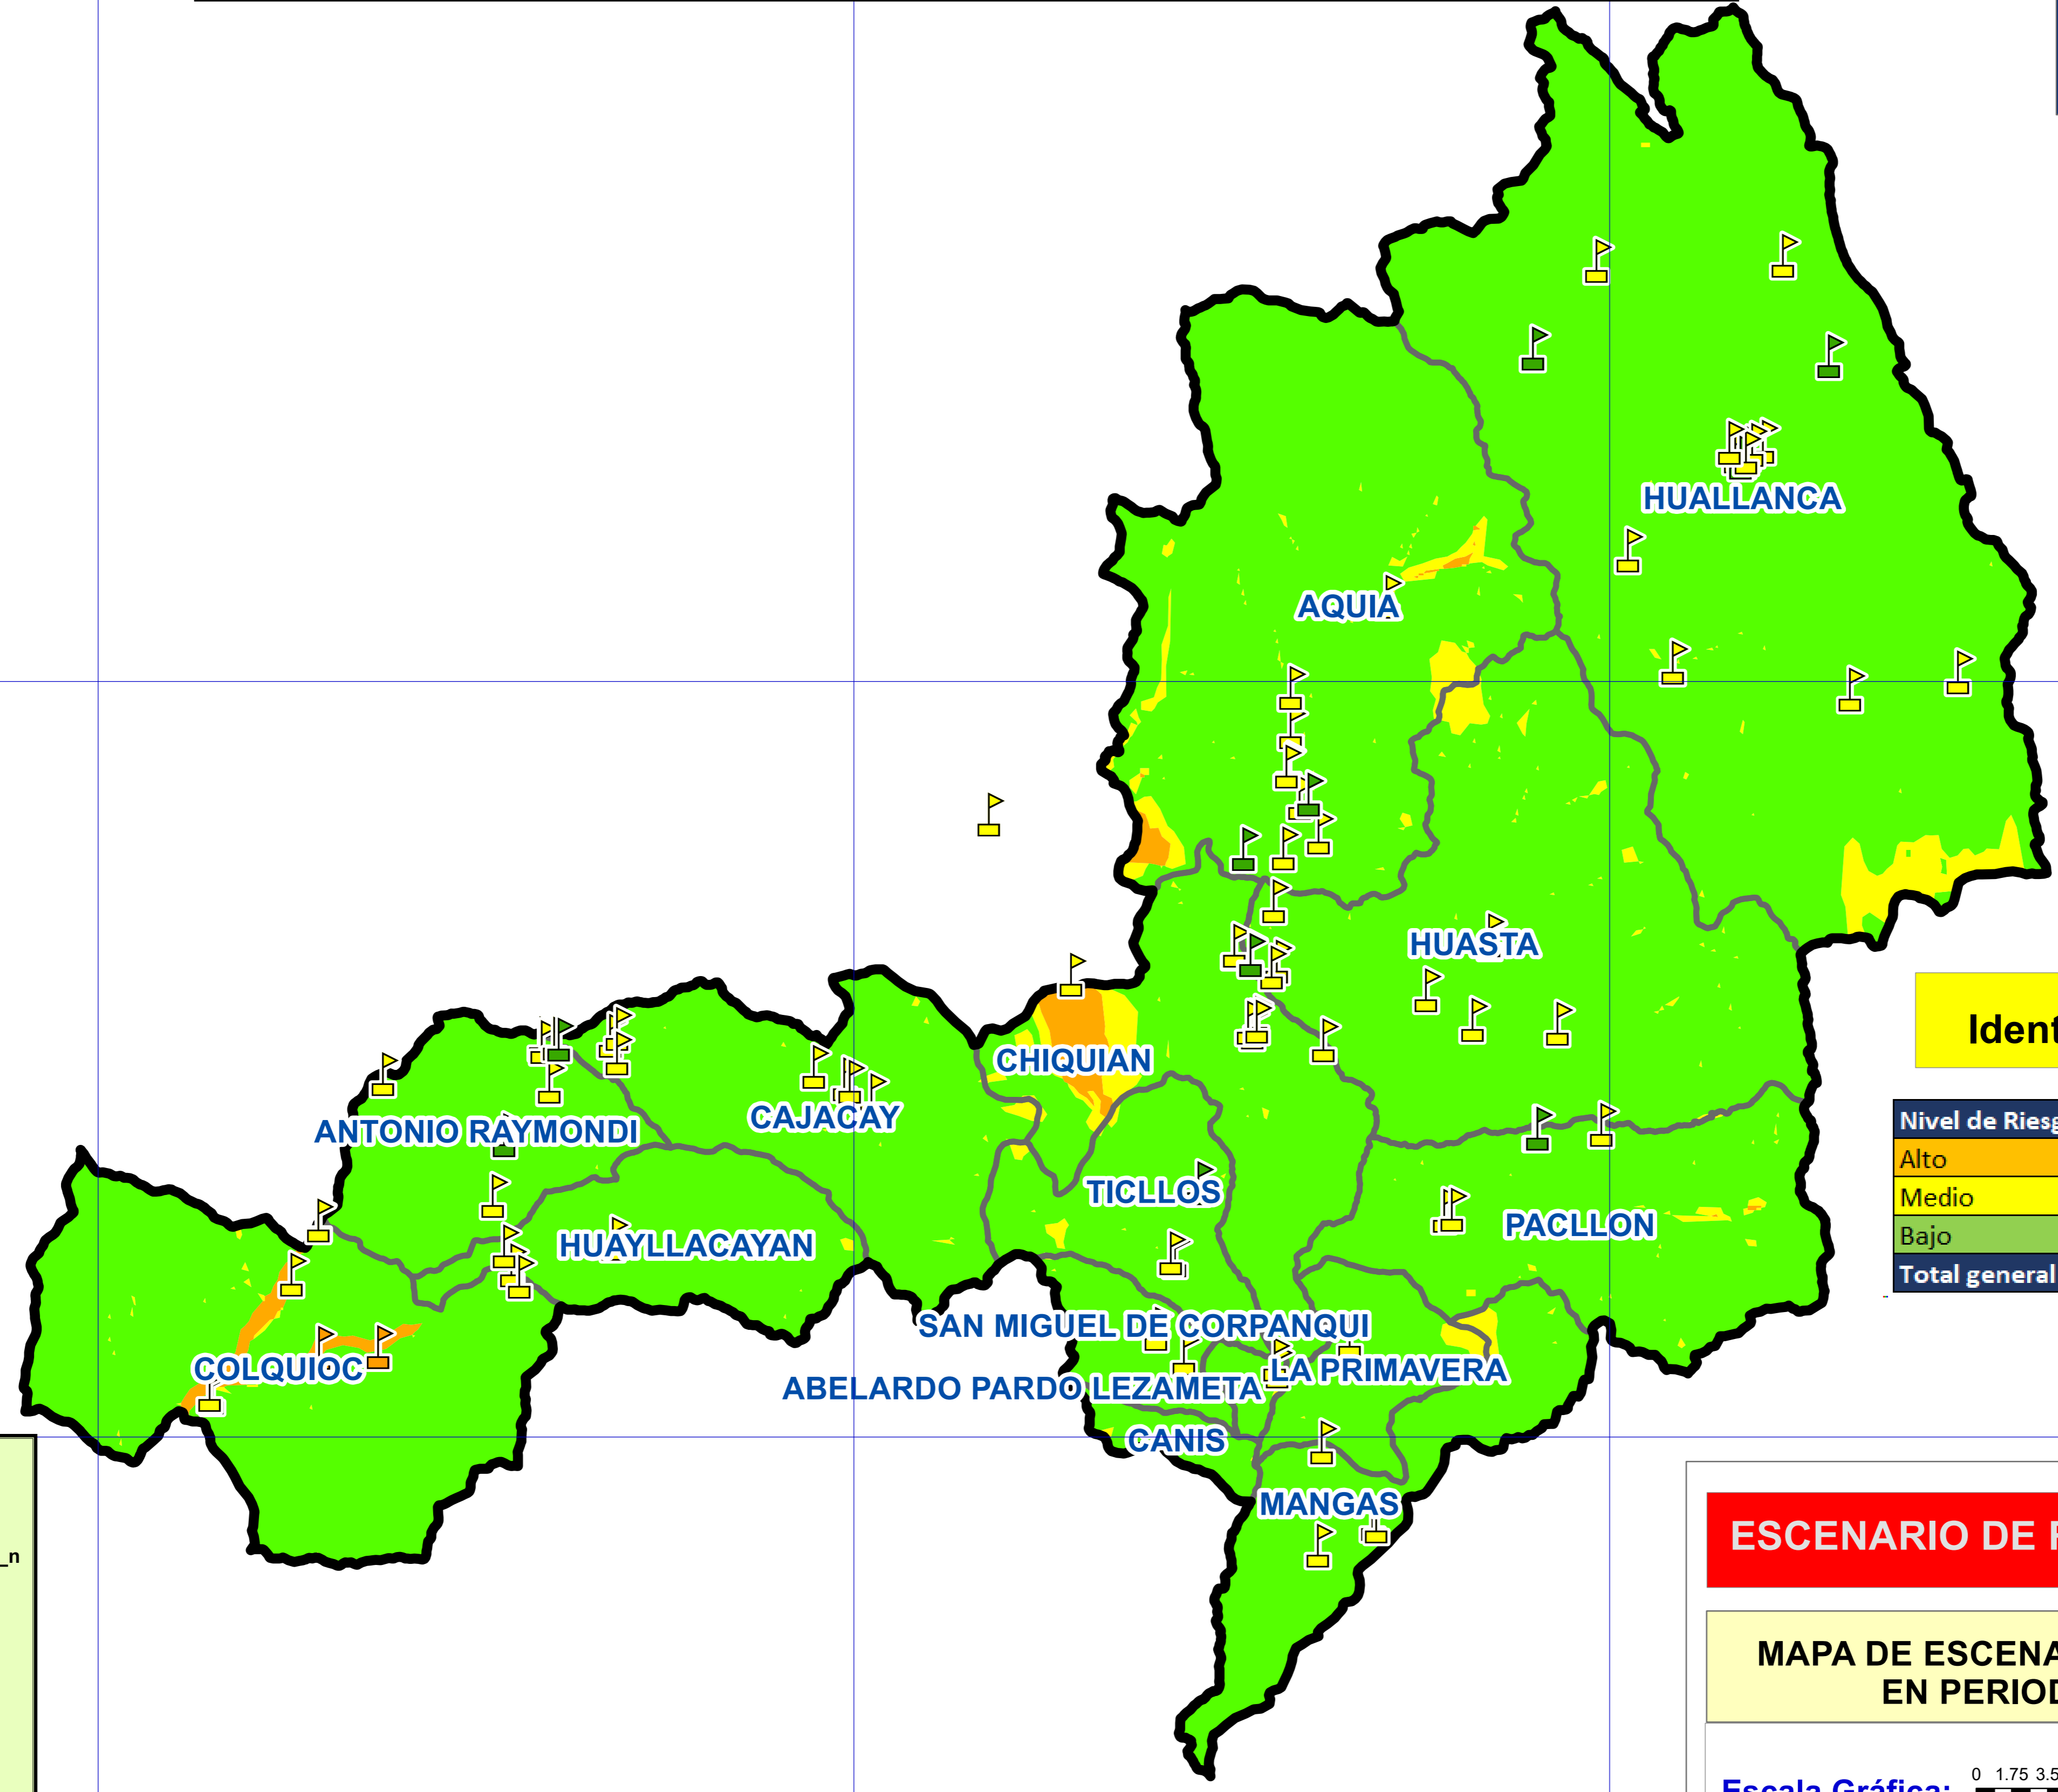 HUALLANCA
AQUIA
HUASTA
Ident
CHIQUIAN
CAJACAY
ANTONIO RAYMONDI
Nivel de Riesg
Alto
Medio
Bajo
Total general
TICLLOS
PACLLON
HUAYLLACAYAN
SAN MIGUEL DE CORPANQUI
COLQUIOC
LA PRIMAVERA
ABELARDO PARDO LEZAMETA
CANIS
MANGAS
ESCENARIO DE
_n
MAPA DE ESCENA
EN PERIOD
Escala Gráfica:
0 1.75 3.5